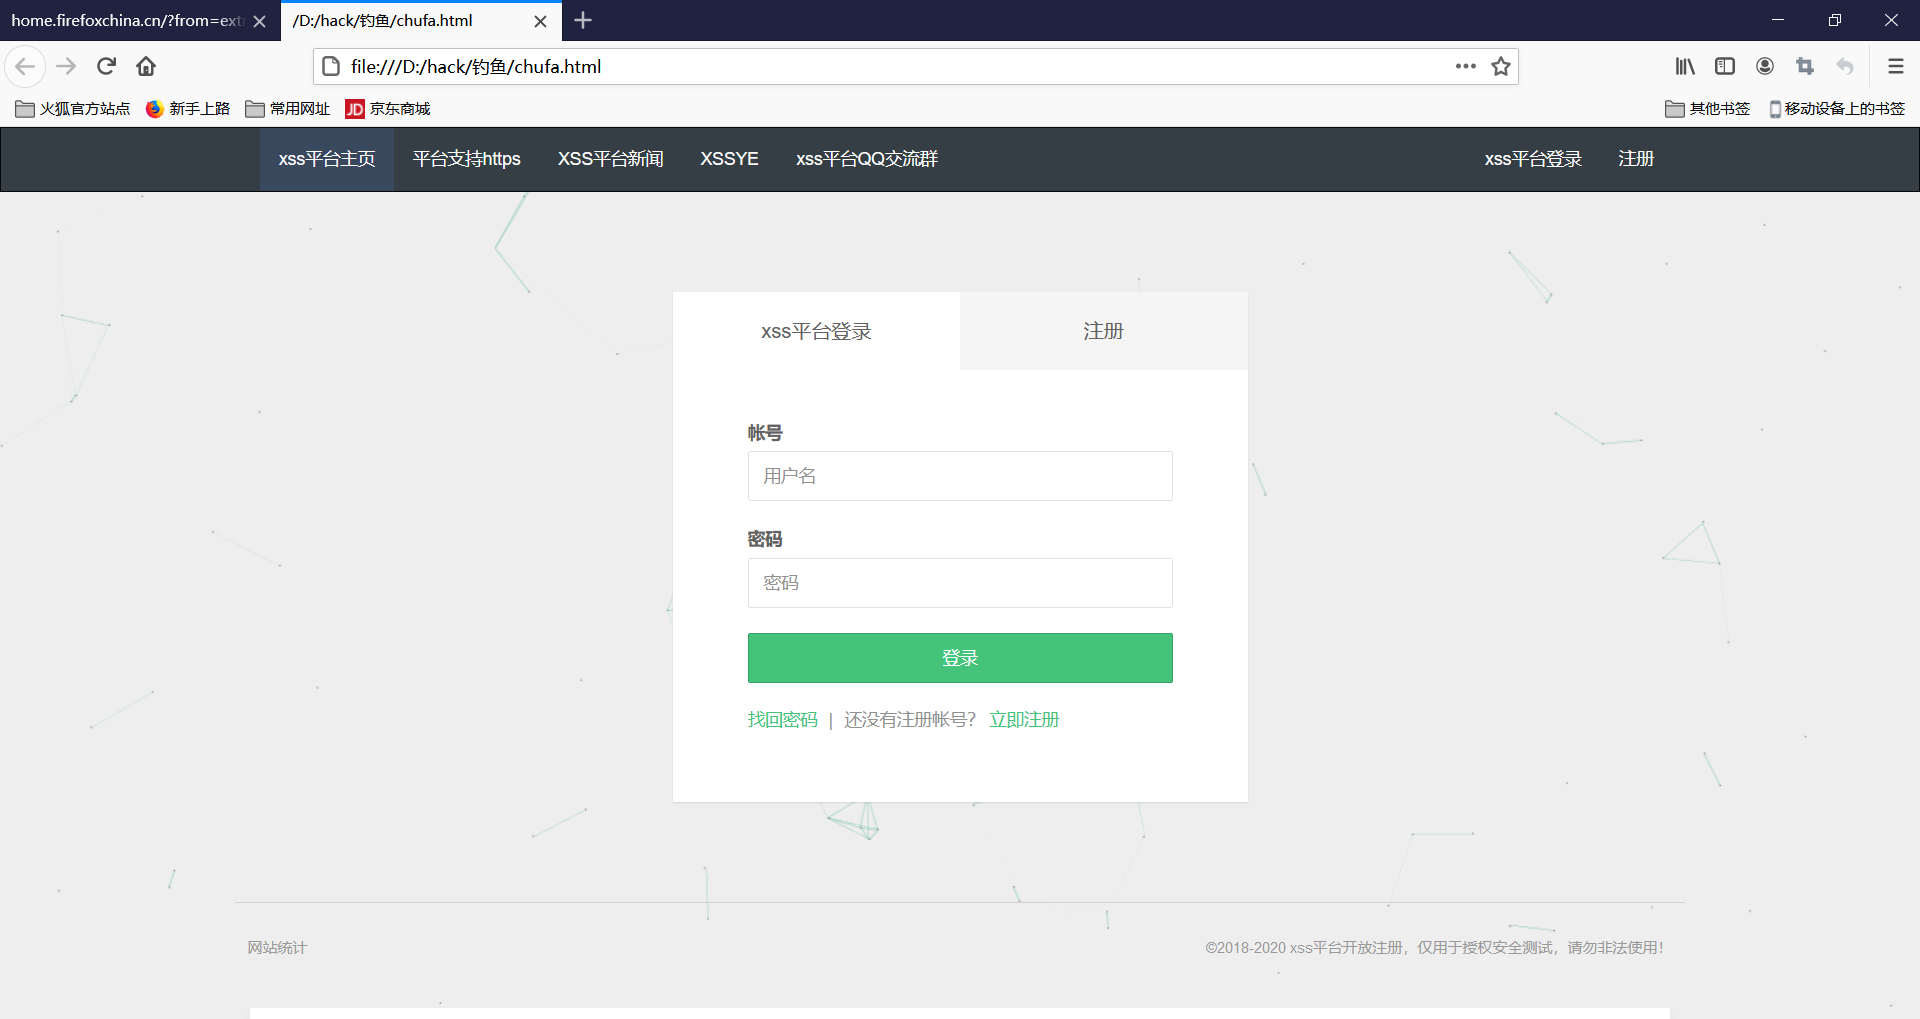 home.firefoxchina.cn/?from=extr
/D:/hack/钓鱼/chufa.html
file:///D:/hack/钓鱼/chufa.html
火狐官方站点 新手上路 常用网址 JD 京东商城 其他书签 移动设备上的书签
xss平台主页 平台支持https XSS平台新闻 XSSYE xss平台QQ交流群 xss平台登录 注册
xss平台登录 注册
帐号
用户名
密码
密码
登录
找回密码 | 还没有注册帐号? 立即注册
网站统计 ©2018-2020 xss平台开放注册，仅用于授权安全测试，请勿非法使用！